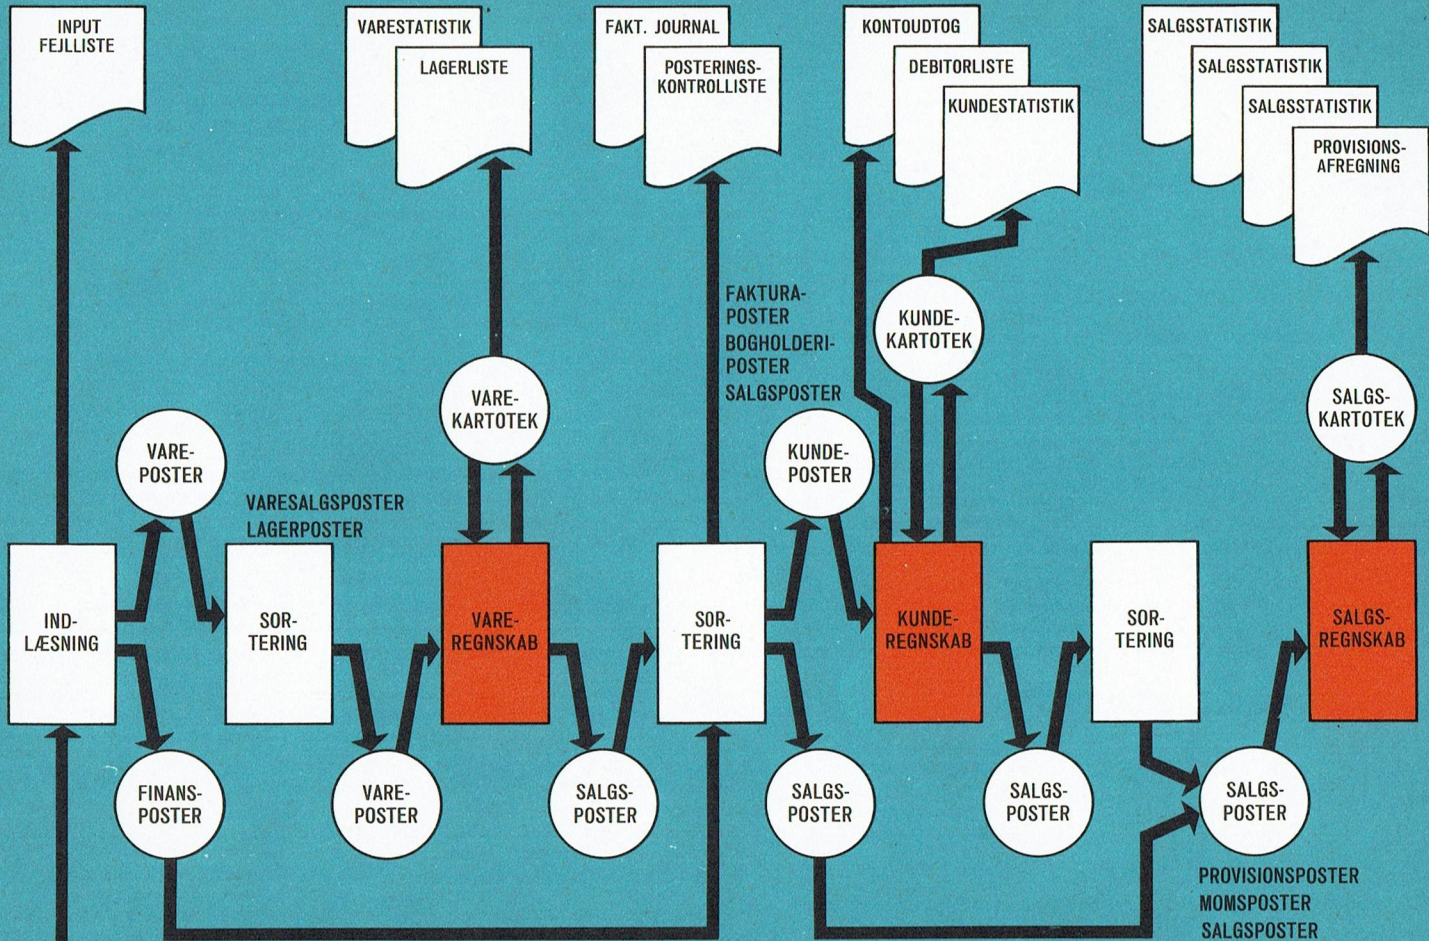 INPUT
FEJLLISTE
VARESTATISTIK
LAGERLISTE
FAKT. JOURNAL
POSTERINGS-
KONTROLLISTE
KONTOUDTOG
DEBITORLISTE
KUNDESTATISTIK
SALGSSTATISTIK
SALGSSTATISTIK
SALGSSTATISTIK
PROVISIONS-
AFREGNING
FAKTURA-
POSTER
BOGHOLDERI-
POSTER
SALGSPOSTER
KUNDE-
KARTOTEK
VARE-
KARTOTEK
SALGS-
KARTOTEK
VARE-
POSTER
KUNDE-
POSTER
VARESALGSPOSTER
LAGERPOSTER
IND-
LÆSNING
SOR-
TERING
VARE-
REGNSKAB
SOR-
TERING
KUNDE-
REGNSKAB
SOR-
TERING
SALGS-
REGNSKAB
FINANS-
POSTER
VARE-
POSTER
SALGS-
POSTER
SALGS-
POSTER
SALGS-
POSTER
SALGS-
POSTER
PROVISIONSPOSTER
MOMSPOSTER
SALGSPOSTER